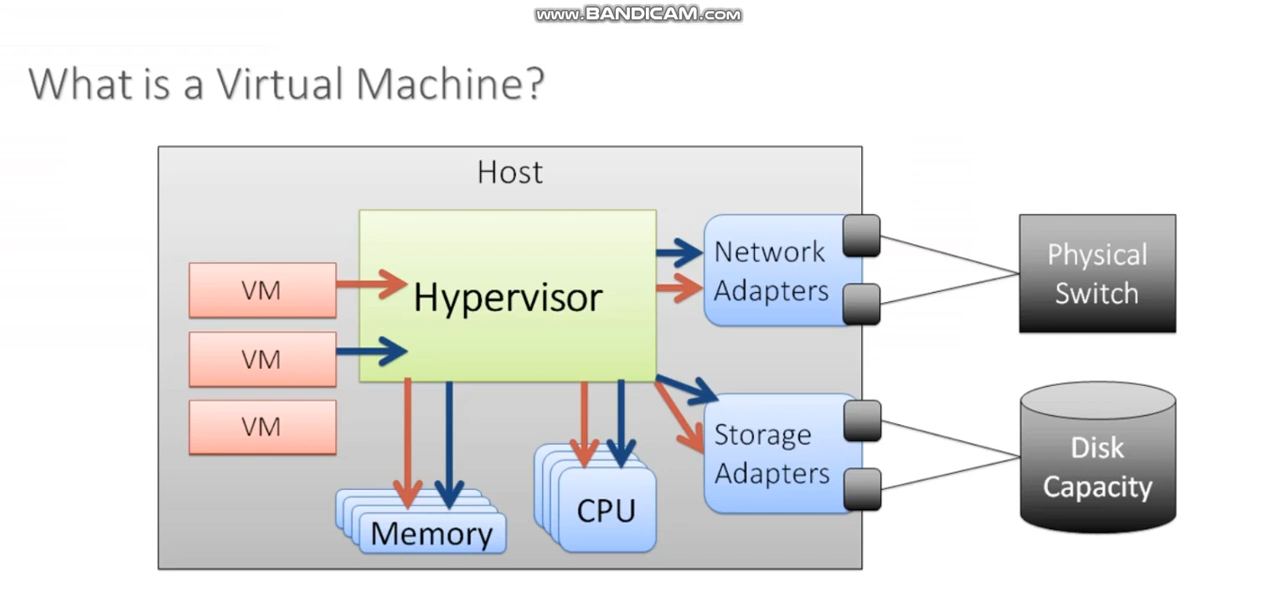 www.BANDICAM.com
What is a Virtual Machine?
Host
Hypervisor
VM
VM
VM
Network
Adapters
Physical
Switch
Storage
Adapters
Disk
Capacity
Memory
CPU